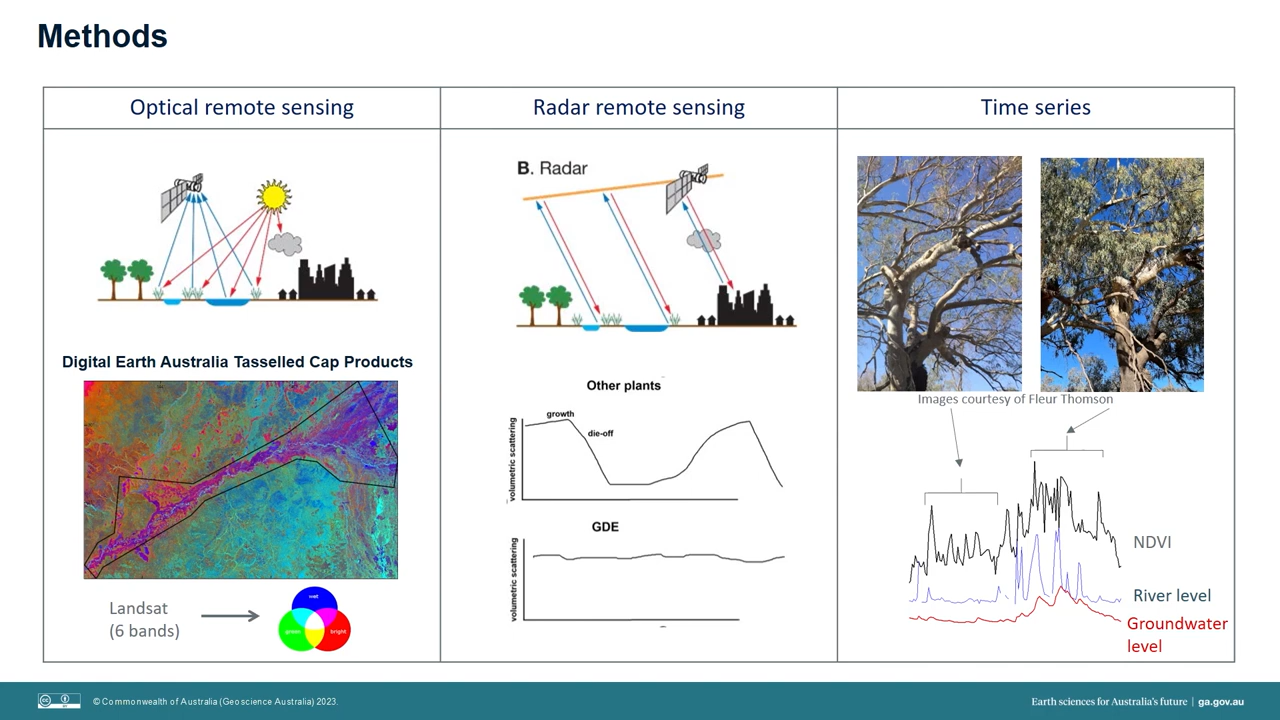 Methods
Optical remote sensing
Radar remote sensing
Time series
B. Radar
Digital Earth Australia Tasselled Cap Products
Landsat
(6 bands)
wet
green
bright
Other plants
volumetric scattering
growth
die-off
GDE
volumetric scattering
Images courtesy of Fleur Thomson
NDVI
River level
Groundwater
level
cc
BY
© Commonwealth of Australia (Geoscience Australia) 2023.
Earth sciences for Australia's future | ga.gov.au